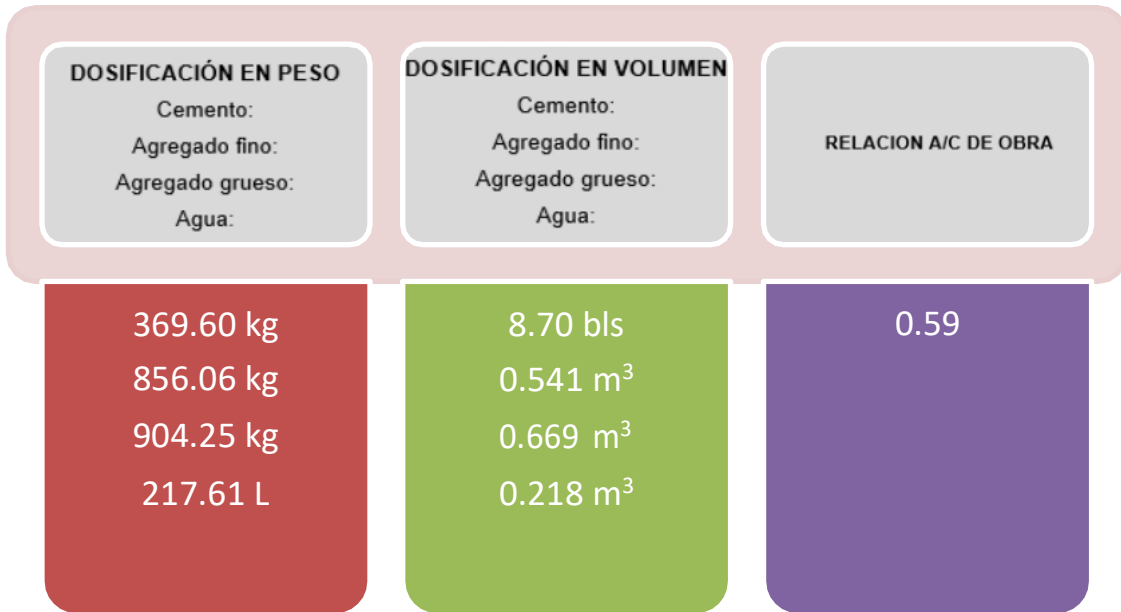 DOSIFICACIÓN EN PESO
Cemento:
Agregado fino:
Agregado grueso:
Agua:
DOSIFICACIÓN EN VOLUMEN
Cemento:
Agregado fino:
Agregado grueso:
Agua:
RELACION A/C DE OBRA
369.60 kg
856.06 kg
904.25 kg
217.61 L
8.70 bls
0.541 m³
0.669 m³
0.218 m³
0.59